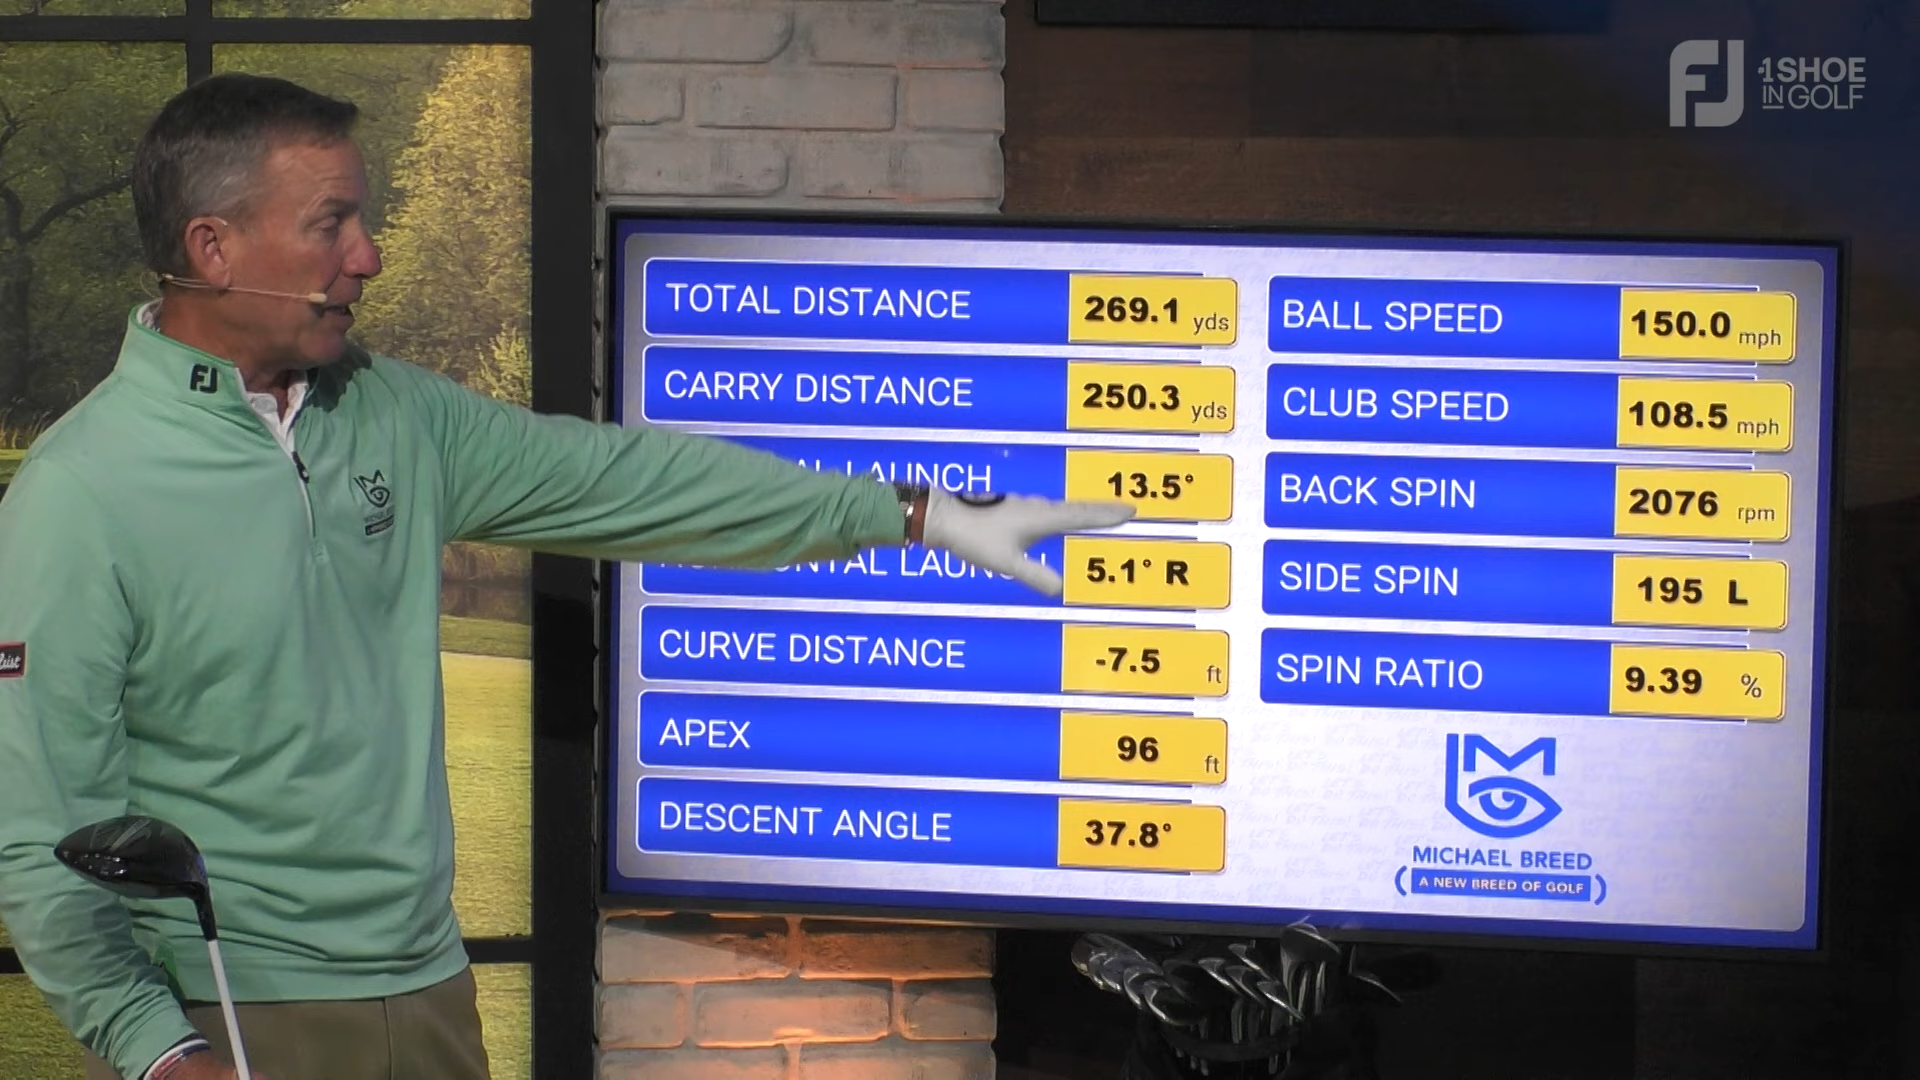 FJ #1SHOE
IN GOLF
TOTAL DISTANCE 269.1 yds
CARRY DISTANCE 250.3 yds
LAUNCH 13.5°
5.1° R
CURVE DISTANCE -7.5 ft
APEX 96 ft
DESCENT ANGLE 37.8°
BALL SPEED 150.0 mph
CLUB SPEED 108.5 mph
BACK SPIN 2076 rpm
SIDE SPIN 195 L
SPIN RATIO 9.39 %
MICHAEL BREED
A NEW BREED OF GOLF
FJ
MICHAEL BREED